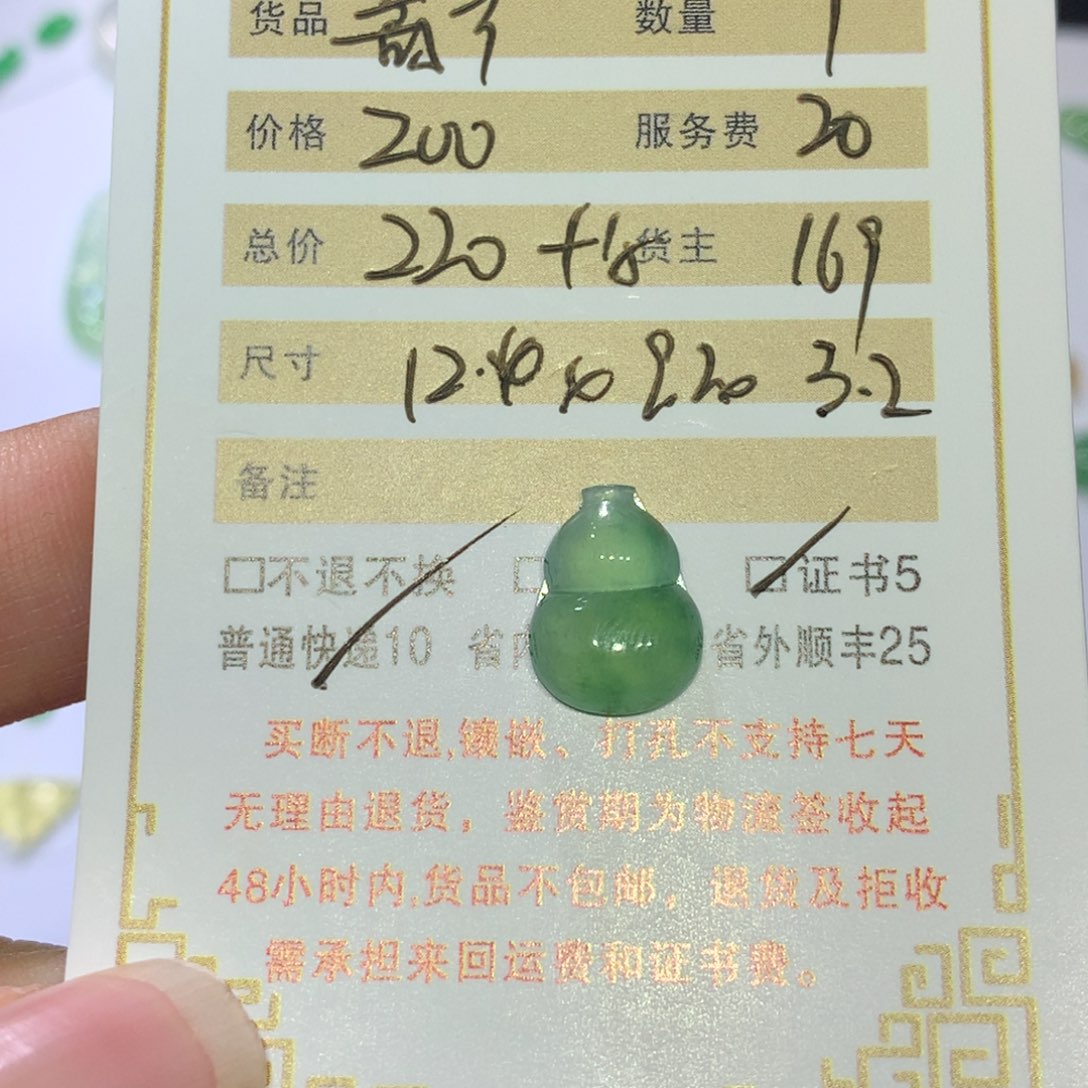 货品 数量 1
价格 200 服务费 20
总价 220 +18 货主 169
尺寸 12.40 3.2
备注
□不退不换 □ □证书5
普通快递10 省内 省外顺丰25
买断不退,镶嵌、打孔不支持七天
无理由退货，鉴赏期为物流签收起
48小时内,货品不包邮，退货及拒收
需承担来回运费和证书费。